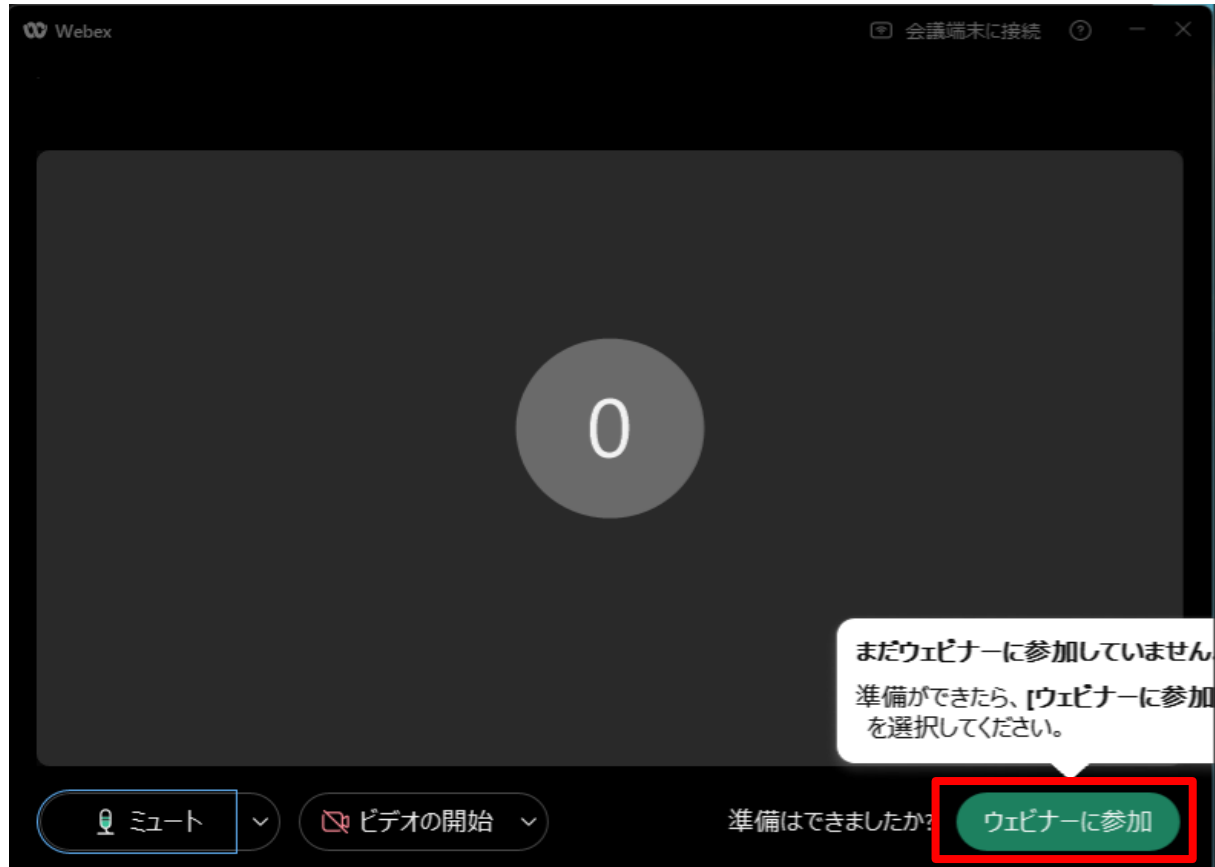 Webex
会議端末に接続
0
まだウェビナーに参加していません
準備ができたら、[ウェビナーに参加
を選択してください。
ミュート
ビデオの開始
準備はできましたか?
ウェビナーに参加